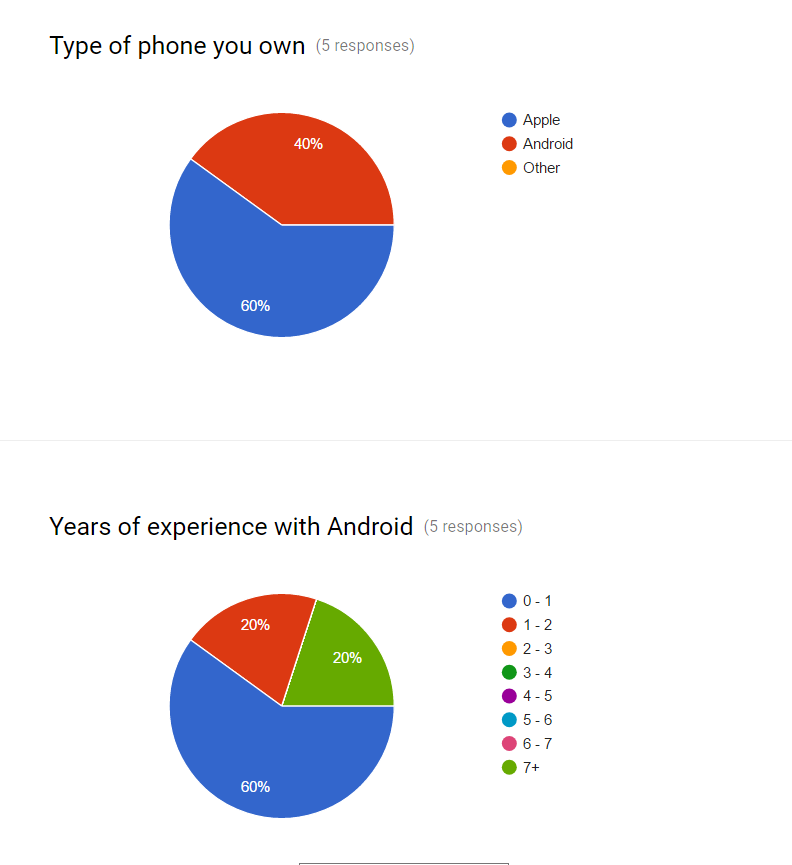 Type of phone you own (5 responses)
Apple
Android
Other
40%
60%
Years of experience with Android (5 responses)
0 - 1
1 - 2
2 - 3
3 - 4
4 - 5
5 - 6
6 - 7
7+
20%
20%
60%